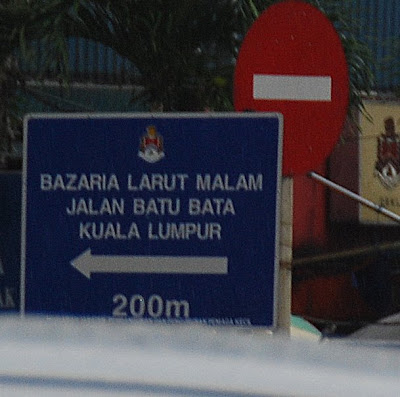 BAZARIA LARUT MALAM
JALAN BATU BATA
KUALA LUMPUR
200m